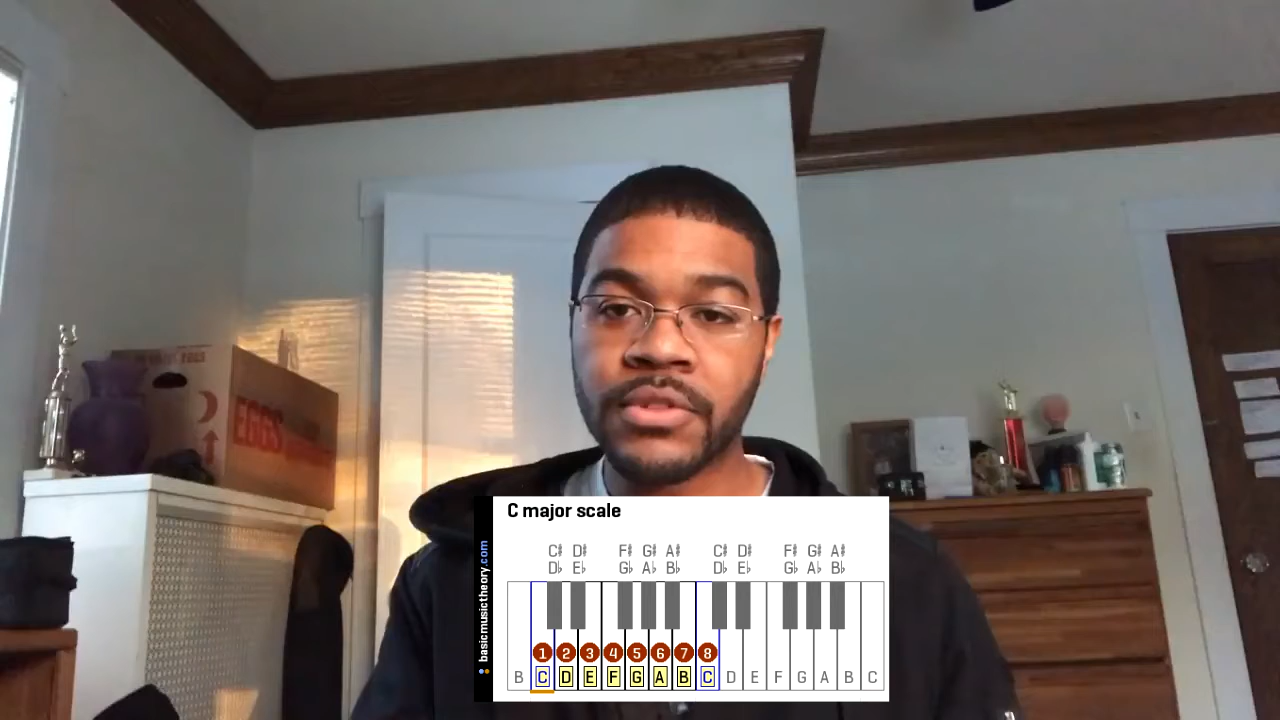 EGGS
C major scale
C♯ D♯ F♯ G♯ A♯ C♯ D♯ F♯ G♯ A♯
D♭ E♭ G♭ A♭ B♭ D♭ E♭ G♭ A♭ B♭
1 2 3 4 5 6 7 8
B C D E F G A B C D E F G A B C
basicmusictheory.com